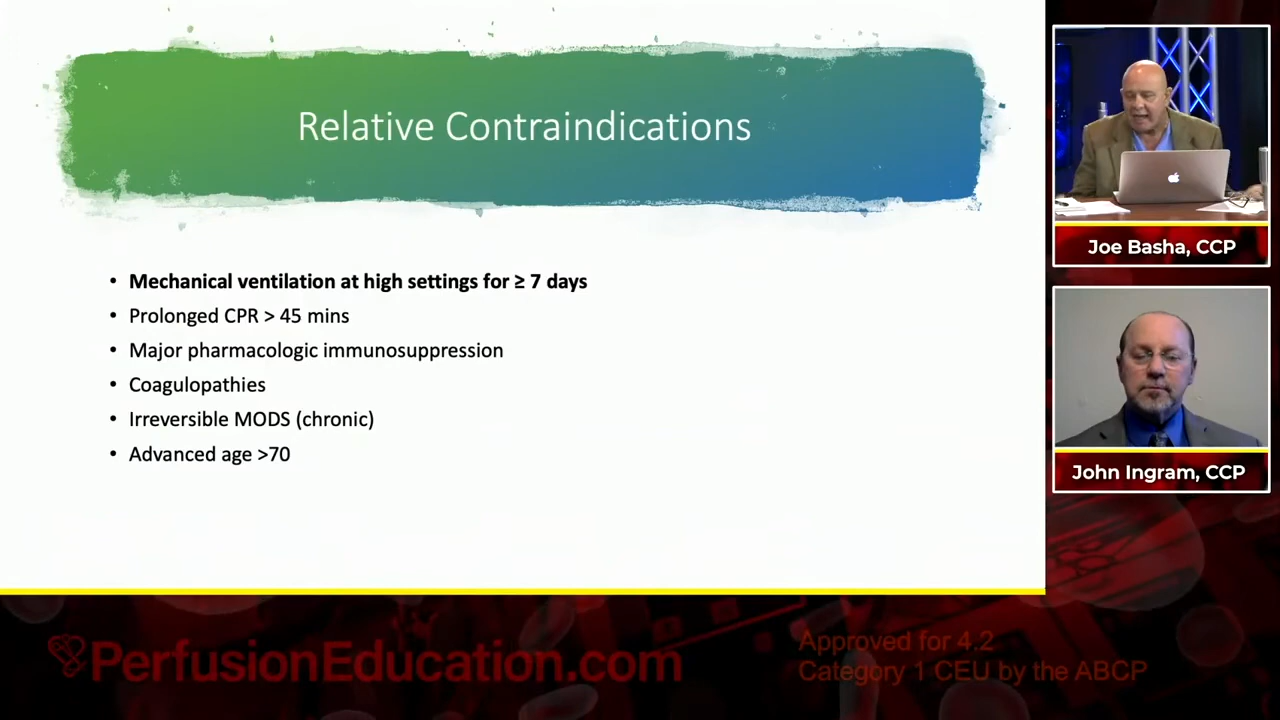 Relative Contraindications
• Mechanical ventilation at high settings for ≥ 7 days
• Prolonged CPR > 45 mins
• Major pharmacologic immunosuppression
• Coagulopathies
• Irreversible MODS (chronic)
• Advanced age >70
Joe Basha, CCP
John Ingram, CCP
PerfusionEducation.com
Approved for 4.2
Category 1 CEU by the ABCP